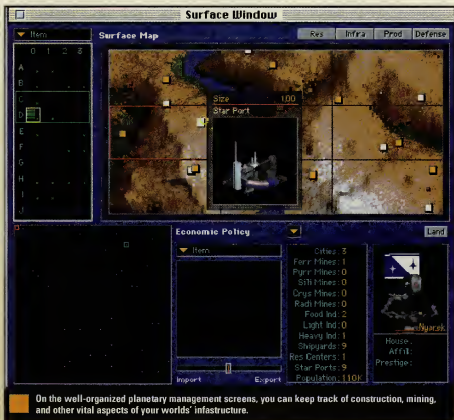 Surface Window
Item
Surface Map
Res
Infra
Prod
Defense
0 1 2 3
A
B
C
D
E
F
G
H
I
J
Size 1,00
Star Port
Economic Policy
Item
Import
Export
Cities: 3
Ferr Mines: 1
Pyrr Mines: 0
SiTi Mines: 0
Crys Mines: 0
Radi Mines: 0
Food Ind: 2
Light Ind: 0
Heavy Ind: 1
Shipyards: 9
Res Centers: 1
Star Ports: 9
Population: 110K
Land
House:
Affil:
Prestige:
On the well-organized planetary management screens, you can keep track of construction, mining,
and other vital aspects of your worlds' infastructure.